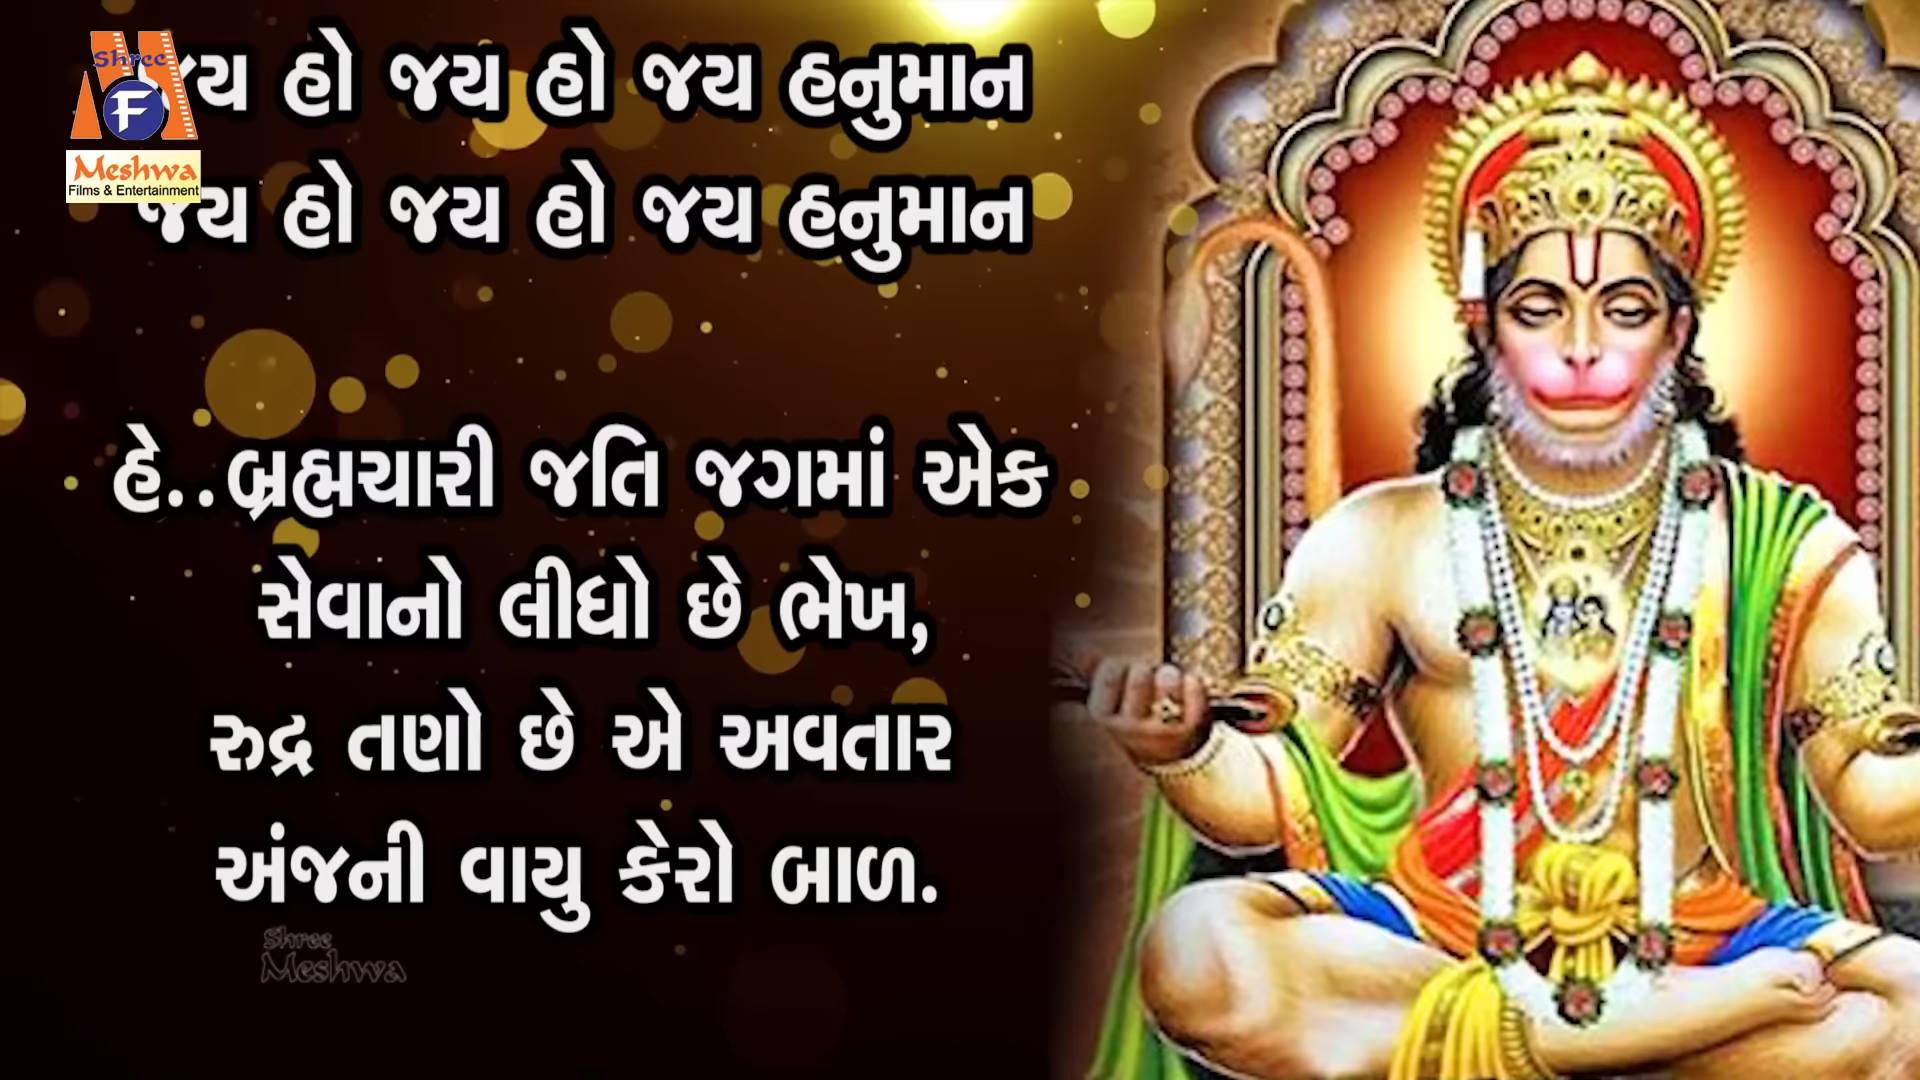 Shree
F
Meshwa
Films & Entertainment
જય હો જય હો જય હનુમાન
જય હો જય હો જય હનુમાન
હે..બ્રહ્મચારી જતિ જગમાં એક
સેવાનો લીધો છે ભેખ,
રુદ્ર તણો છે એ અવતાર
અંજની વાયુ કેરો બાળ.
Shree
Meshwa